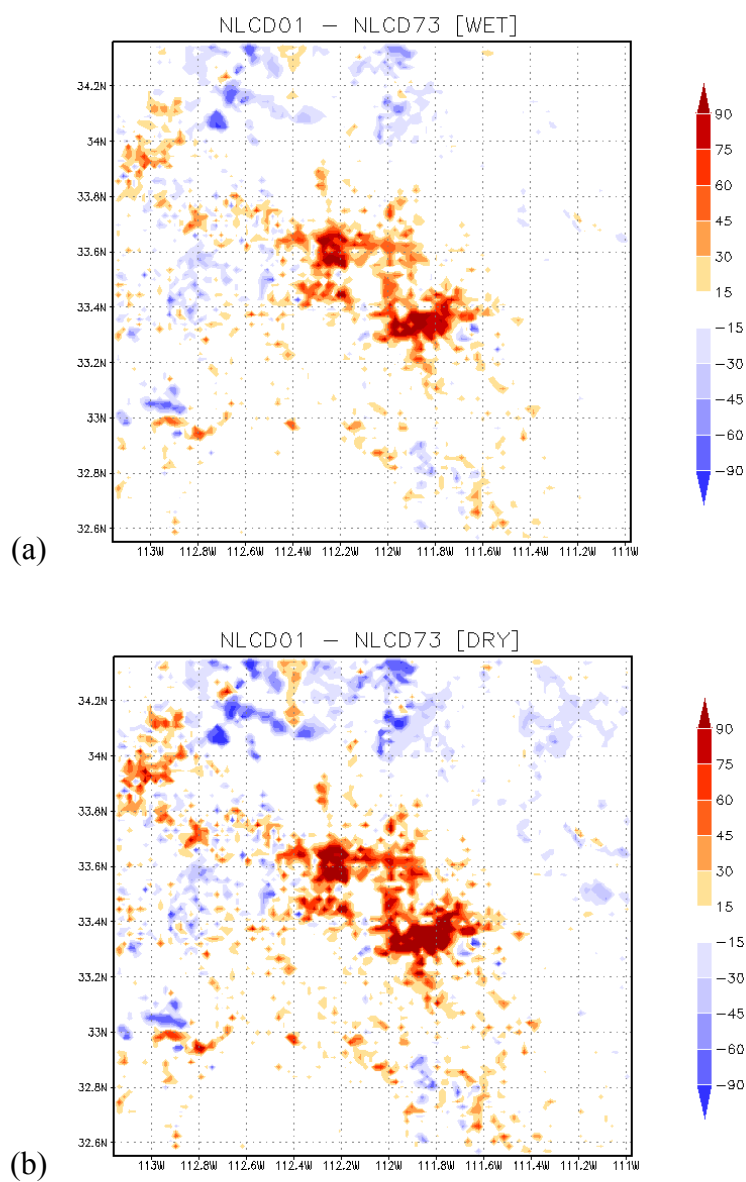 NLCD01 – NLCD73 [WET]
34.2N
34N
33.8N
33.6N
33.4N
33.2N
33N
32.8N
32.6N
113W 112.8W 112.6W 112.4W 112.2W 112W 111.8W 111.6W 111.4W 111.2W 111W
90
75
60
45
30
15
−15
−30
−45
−60
−90
(a)
NLCD01 – NLCD73 [DRY]
34.2N
34N
33.8N
33.6N
33.4N
33.2N
33N
32.8N
32.6N
113W 112.8W 112.6W 112.4W 112.2W 112W 111.8W 111.6W 111.4W 111.2W 111W
90
75
60
45
30
15
−15
−30
−45
−60
−90
(b)